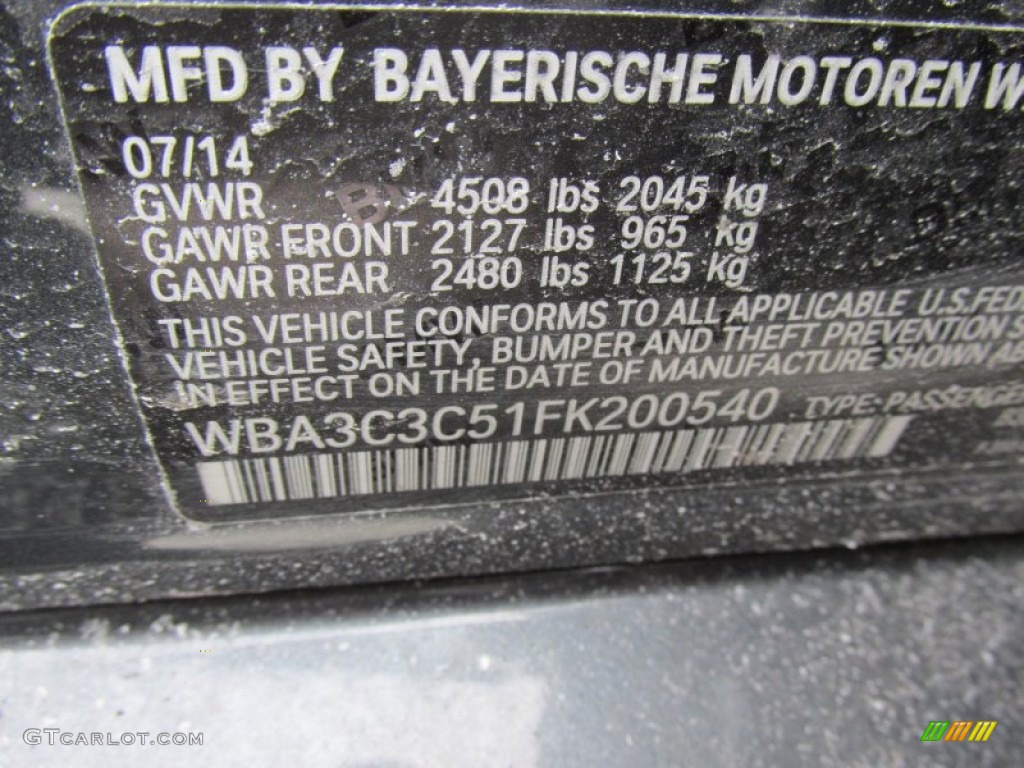 MFD BY BAYERISCHE MOTOREN W
07/14
GVWR 4508 lbs 2045 kg
GAWR FRONT 2127 lbs 965 kg
GAWR REAR 2480 lbs 1125 kg
THIS VEHICLE CONFORMS TO ALL APPLICABLE U.S.FED
VEHICLE SAFETY, BUMPER AND THEFT PREVENTION S
IN EFFECT ON THE DATE OF MANUFACTURE SHOWN AB
WBA3C3C51FK200540 TYPE:PASSENGE
GTCARLOT.COM